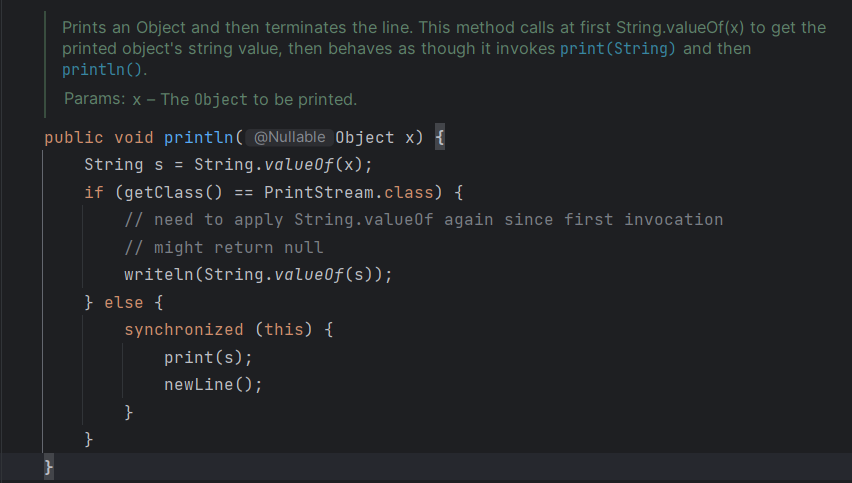 Prints an Object and then terminates the line. This method calls at first String.valueOf(x) to get the
printed object's string value, then behaves as though it invokes print(String) and then
println().
Params: x – The Object to be printed.
public void println( @Nullable Object x) {
    String s = String.valueOf(x);
    if (getClass() == PrintStream.class) {
        // need to apply String.valueOf again since first invocation
        // might return null
        writeln(String.valueOf(s));
    } else {
        synchronized (this) {
            print(s);
            newLine();
        }
    }
}